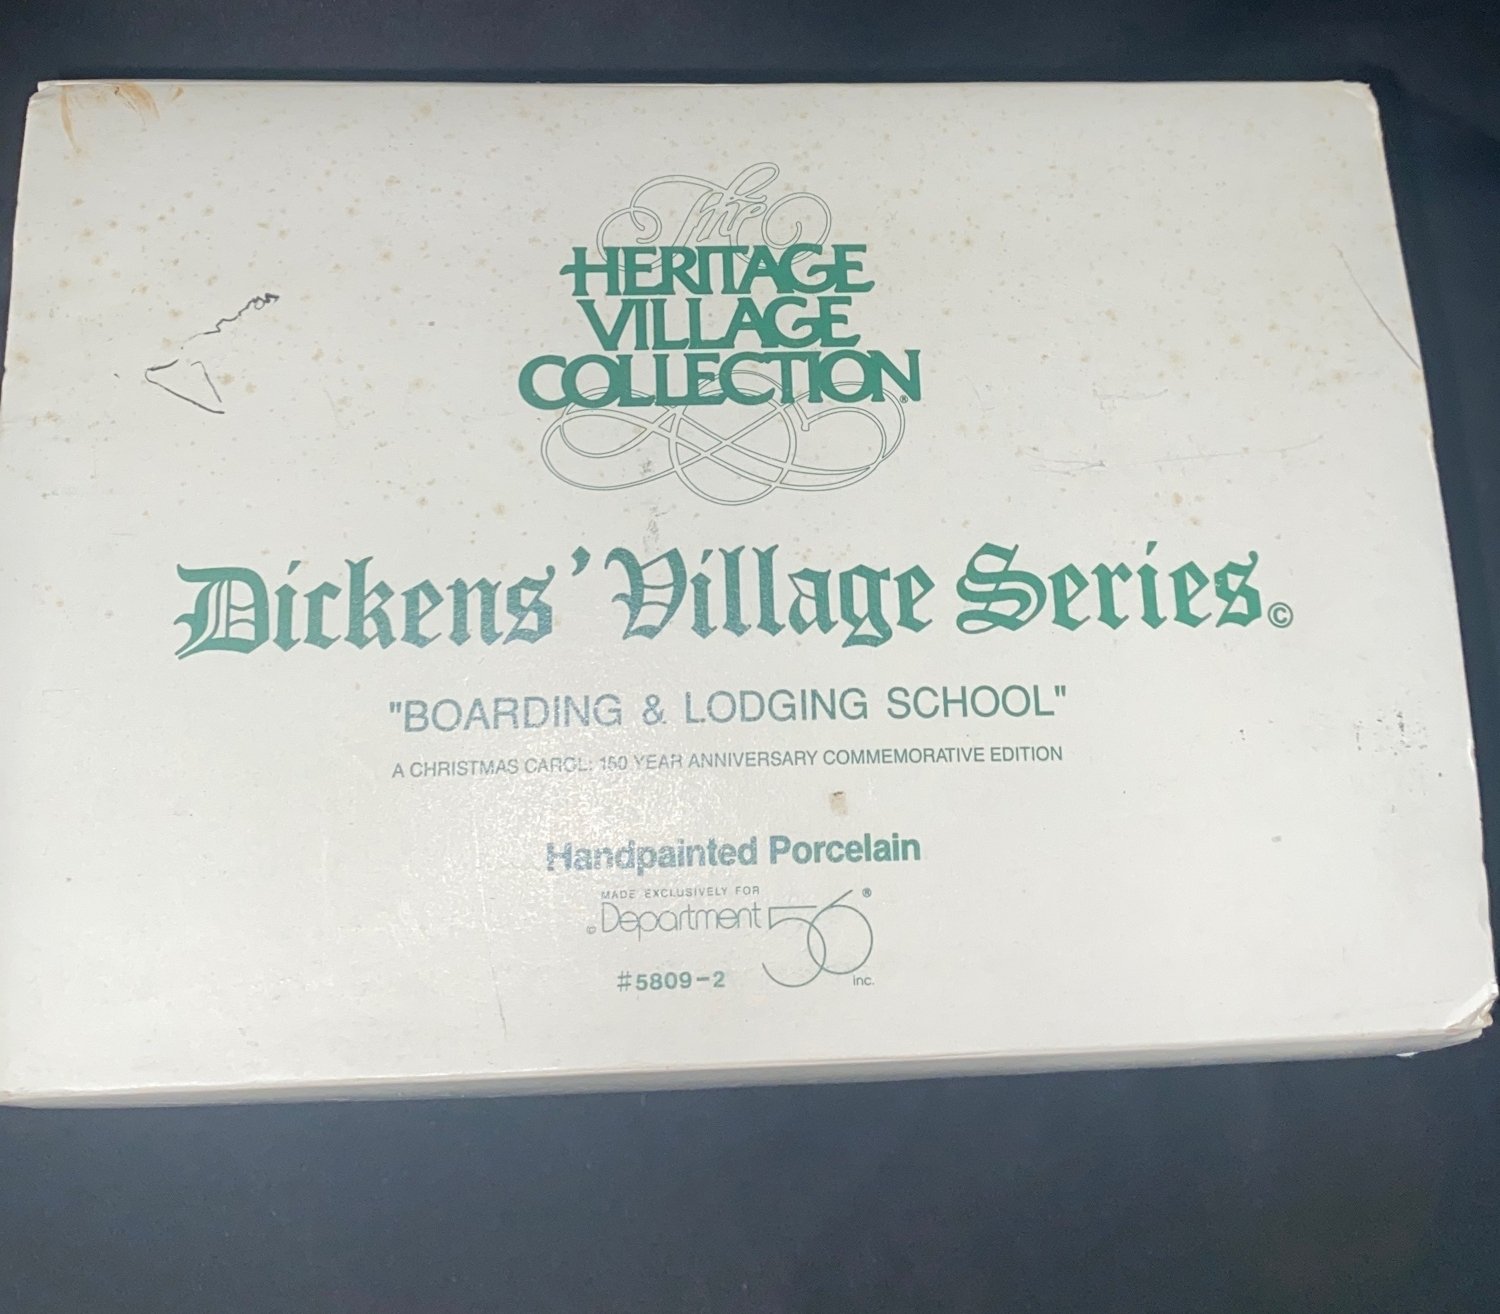 The
HERITAGE
VILLAGE
COLLECTION®
Dickens' Village Series©
"BOARDING & LODGING SCHOOL"
A CHRISTMAS CAROL: 150 YEAR ANNIVERSARY COMMEMORATIVE EDITION
Handpainted Porcelain
MADE EXCLUSIVELY FOR
© Department 56® inc.
#5809-2